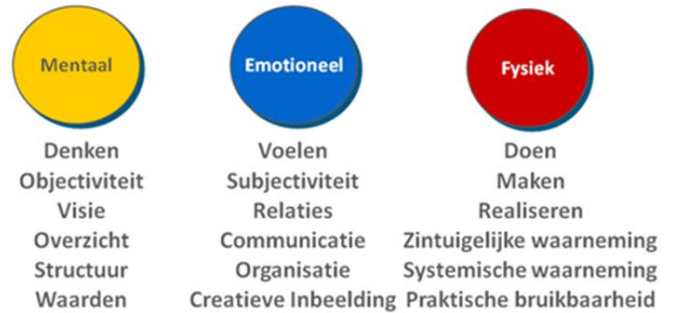 Mentaal
Emotioneel
Fysiek
Denken
Voelen
Doen
Objectiviteit
Subjectiviteit
Maken
Visie
Relaties
Realiseren
Overzicht
Communicatie
Zintuigelijke waarneming
Structuur
Organisatie
Systemische waarneming
Waarden
Creatieve Inbeelding
Praktische bruikbaarheid